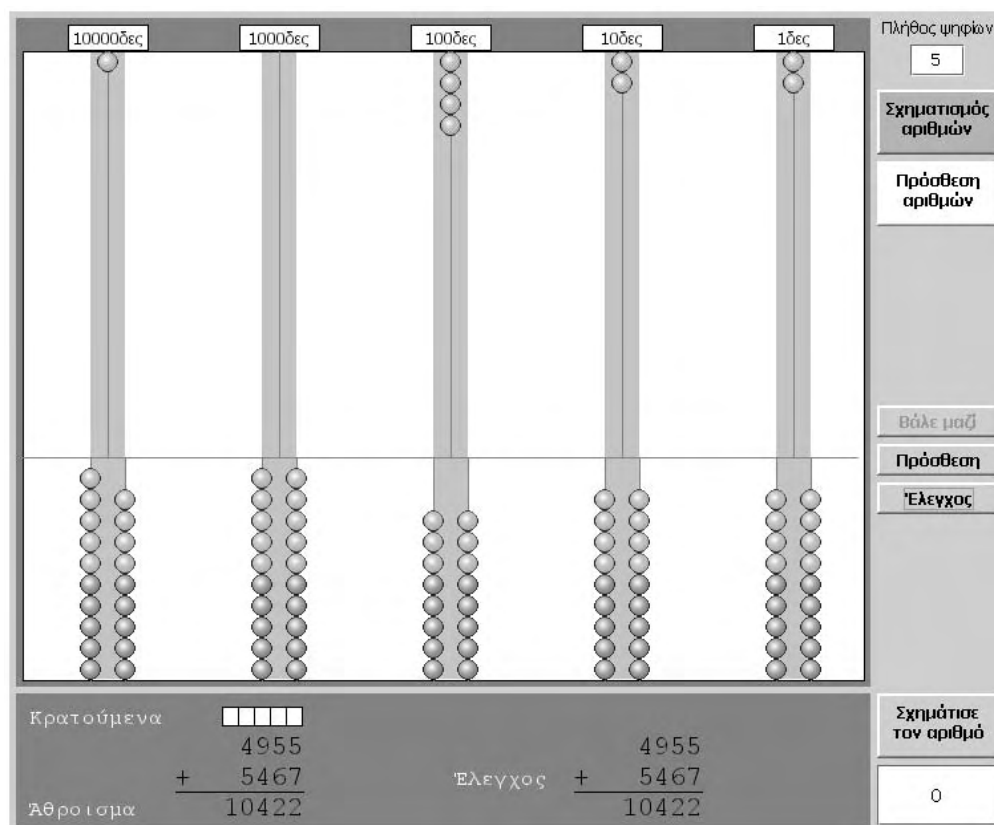 10000δες 1000δες 100δες 10δες 1δες
Πλήθος ψηφίων
5
Σχηματισμός
αριθμών
Πρόσθεση
αριθμών
Βάλε μαζί
Πρόσθεση
Έλεγχος
Κρατούμενα
4955
+ 5467
Άθροισμα 10422
4955
Έλεγχος + 5467
10422
Σχημάτισε
τον αριθμό
0